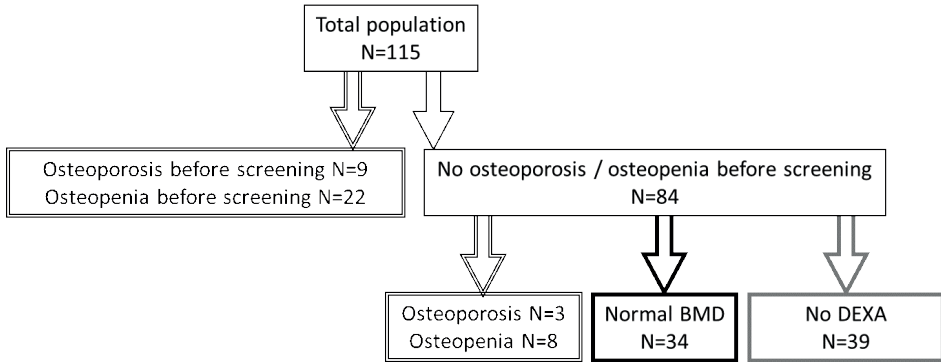 Total population
N=115
Osteoporosis before screening N=9
Osteopenia before screening N=22
No osteoporosis / osteopenia before screening
N=84
Osteoporosis N=3
Osteopenia N=8
Normal BMD
N=34
No DEXA
N=39